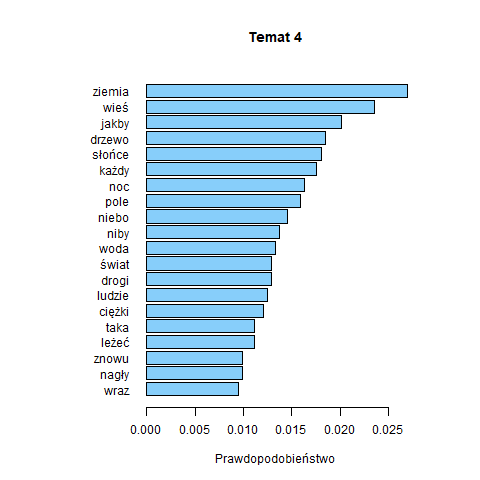 Temat 4
ziemia
wieś
jakby
drzewo
słońce
każdy
noc
pole
niebo
niby
woda
świat
drogi
ludzie
ciężki
taka
leżeć
znowu
nagły
wraz
0.000 0.005 0.010 0.015 0.020 0.025
Prawdopodobieństwo